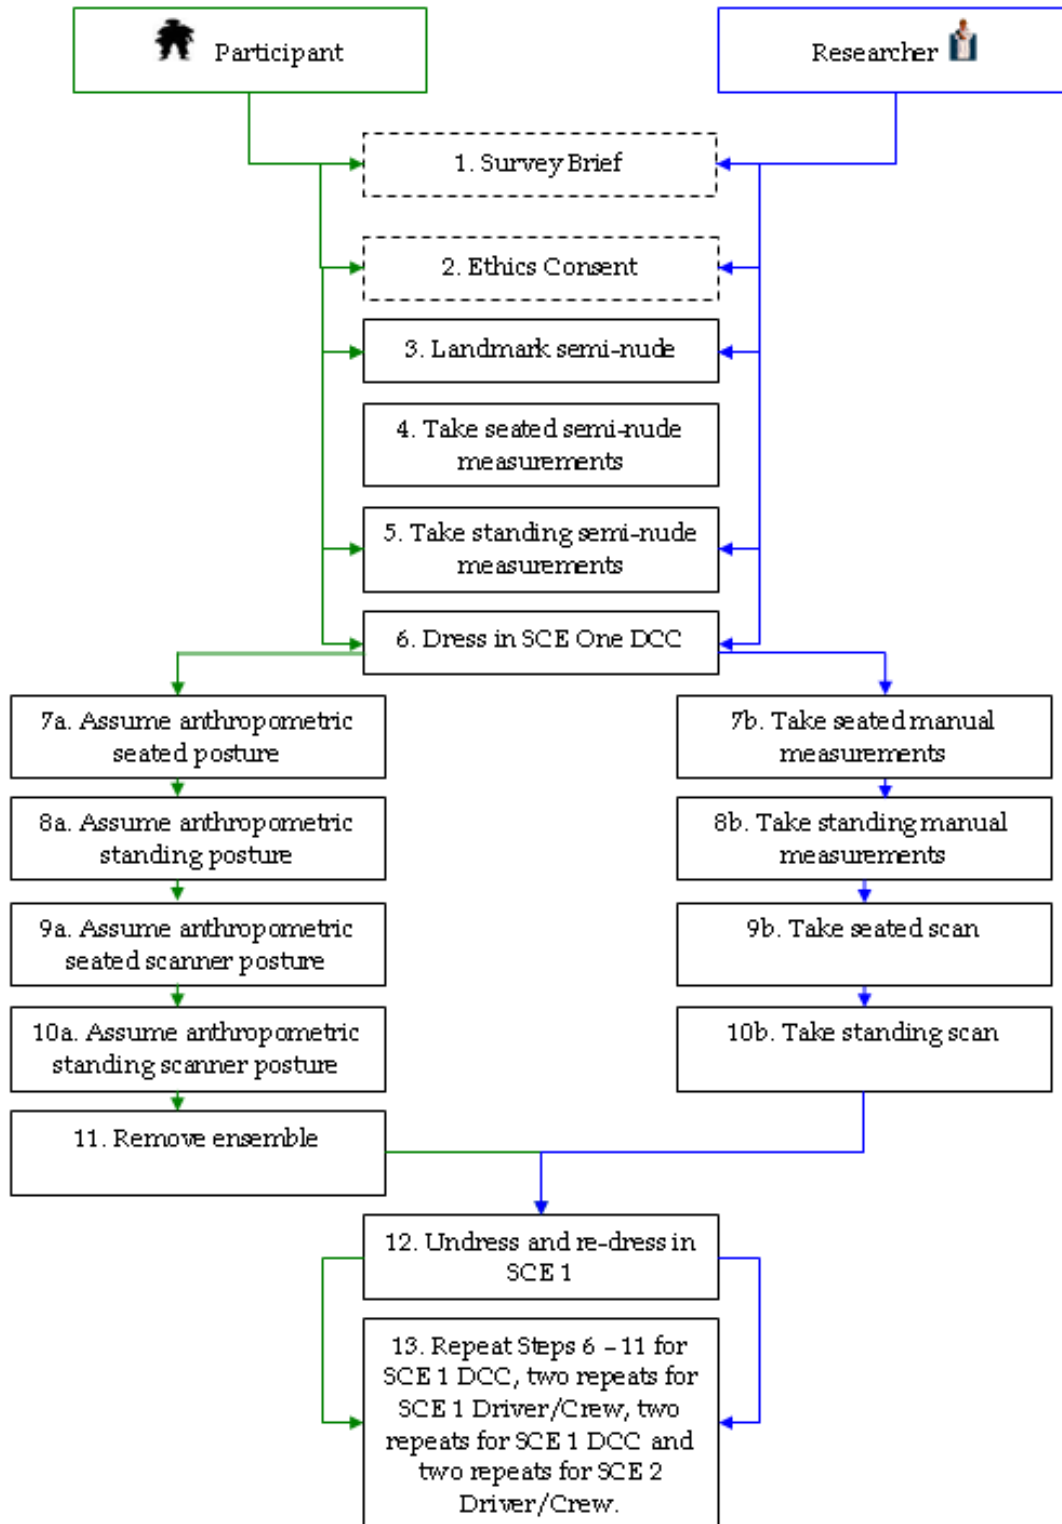 Participant
Researcher
1. Survey Brief
2. Ethics Consent
3. Landmark semi-nude
4. Take seated semi-nude
measurements
5. Take standing semi-nude
measurements
6. Dress in SCE One DCC
7a. Assume anthropometric
seated posture
7b. Take seated manual
measurements
8a. Assume anthropometric
standing posture
8b. Take standing manual
measurements
9a. Assume anthropometric
seated scanner posture
9b. Take seated scan
10a. Assume anthropometric
standing scanner posture
10b. Take standing scan
11. Remove ensemble
12. Undress and re-dress in
SCE 1
13. Repeat Steps 6 – 11 for
SCE 1 DCC, two repeats for
SCE 1 Driver/Crew, two
repeats for SCE 1 DCC and
two repeats for SCE 2
Driver/Crew.